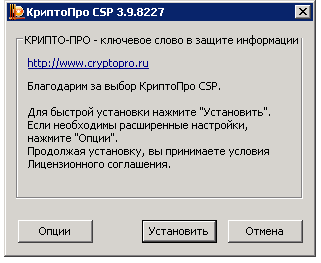 КриптоПро CSP 3.9.8227
КРИПТО-ПРО - ключевое слово в защите информации
http://www.cryptopro.ru
Благодарим за выбор КриптоПро CSP.
Для быстрой установки нажмите "Установить".
Если необходимы расширенные настройки,
нажмите "Опции".
Продолжая установку, вы принимаете условия
Лицензионного соглашения.
Опции
Установить
Отмена